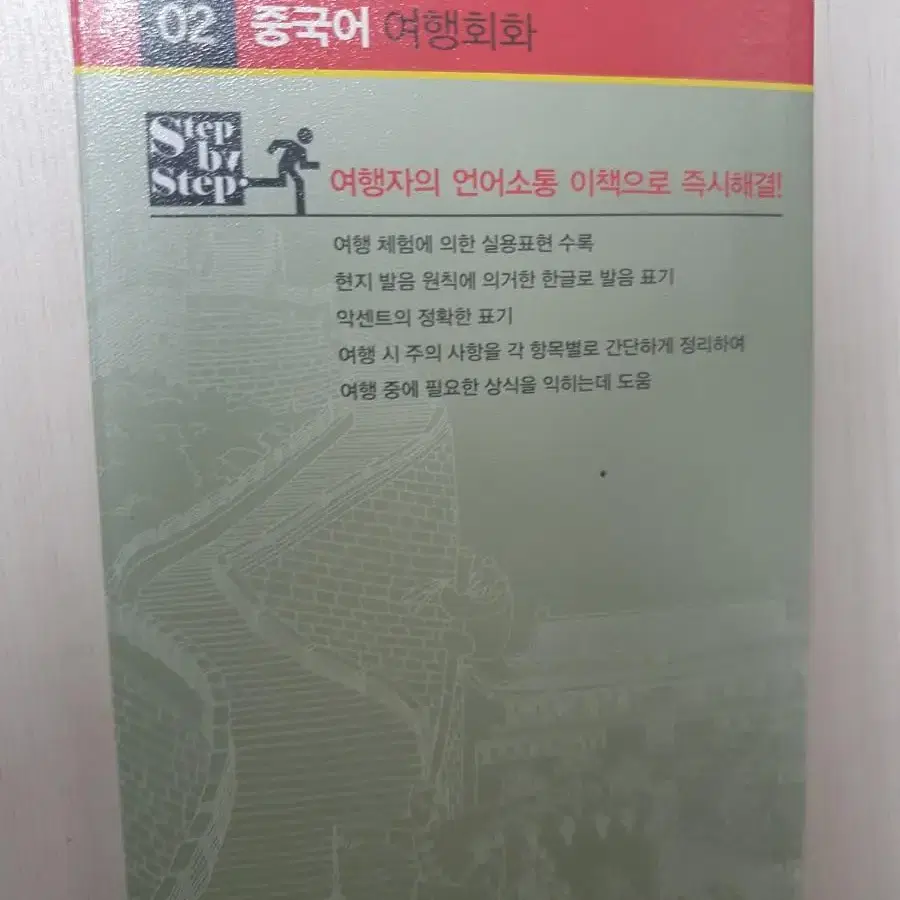 02 중국어 여행회화
Step
by
Step
여행자의 언어소통 이책으로 즉시해결!
여행 체험에 의한 실용표현 수록
현지 발음 원칙에 의거한 한글로 발음 표기
악센트의 정확한 표기
여행 시 주의 사항을 각 항목별로 간단하게 정리하여
여행 중에 필요한 상식을 익히는데 도움